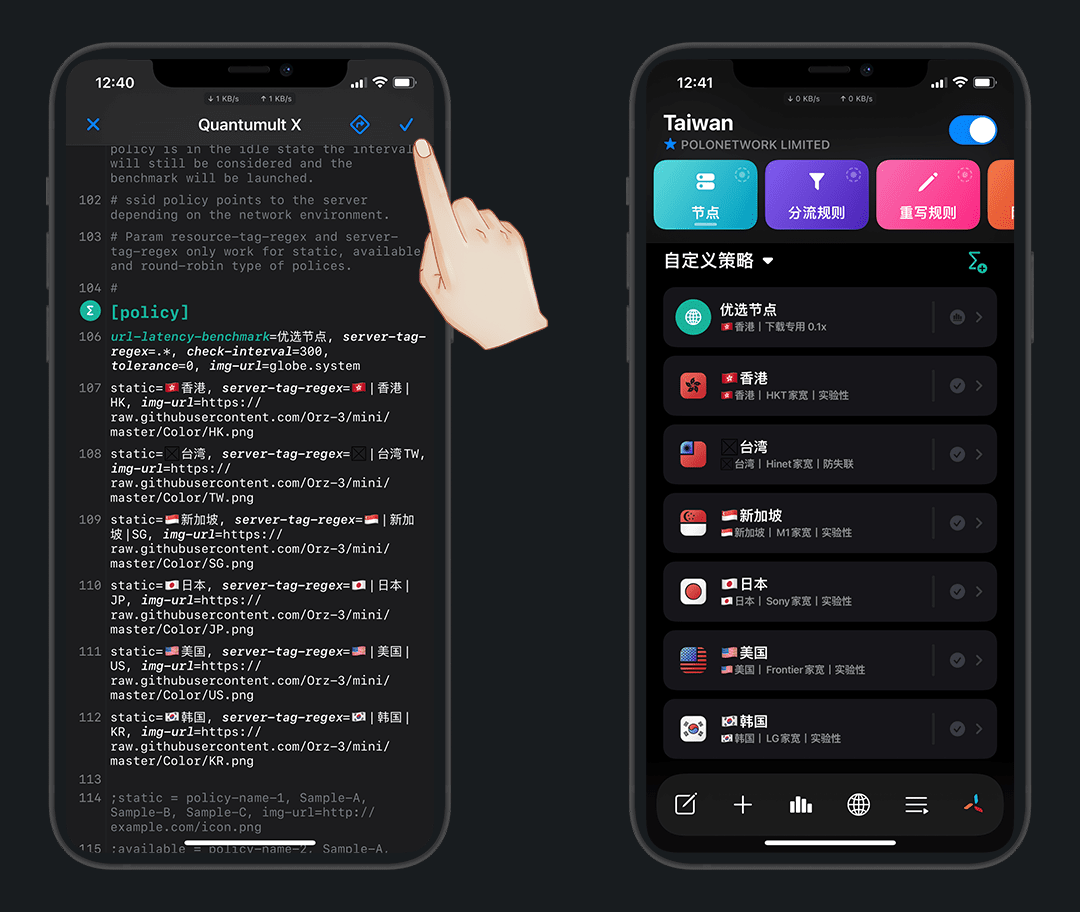 12:40
↓ 1 KB/s ↑ 1 KB/s
Quantumult X
policy is in the idle state the interval
will still be considered and the
benchmark will be launched.
102 # ssid policy points to the server
depending on the network environment.
103 # Param resource-tag-regex and server-
tag-regex only work for static, available
and round-robin type of polices.
104 #
Σ [policy]
106 url-latency-benchmark=优选节点, server-tag-
regex=.*, check-interval=300,
tolerance=0, img-url=globe.system
107 static=🇭🇰香港, server-tag-regex=🇭🇰|香港|
HK, img-url=https://
raw.githubusercontent.com/Orz-3/mini/
master/Color/HK.png
108 static=台湾, server-tag-regex=|台湾TW,
img-url=https://
raw.githubusercontent.com/Orz-3/mini/
master/Color/TW.png
109 static=🇸🇬新加坡, server-tag-regex=🇸🇬|新加
坡|SG, img-url=https://
raw.githubusercontent.com/Orz-3/mini/
master/Color/SG.png
110 static=🇯🇵日本, server-tag-regex=🇯🇵|日本|
JP, img-url=https://
raw.githubusercontent.com/Orz-3/mini/
master/Color/JP.png
111 static=🇺🇸美国, server-tag-regex=🇺🇸|美国|
US, img-url=https://
raw.githubusercontent.com/Orz-3/mini/
master/Color/US.png
112 static=🇰🇷韩国, server-tag-regex=🇰🇷|韩国|
KR, img-url=https://
raw.githubusercontent.com/Orz-3/mini/
master/Color/KR.png
113
114 ;static = policy-name-1, Sample-A,
Sample-B, Sample-C, img-url=http://
example.com/icon.png
115 ;available = policy-name-2, Sample-A,
12:41
↓ 0 KB/s ↑ 0 KB/s
Taiwan
POLONETWORK LIMITED
节点
分流规则
重写规则
自定义策略
优选节点
🇭🇰香港 | 下载专用 0.1x
🇭🇰香港
🇭🇰香港 | HKT家宽 | 实验性
台湾
台湾 | Hinet家宽 | 防失联
🇸🇬新加坡
🇸🇬新加坡 | M1家宽 | 实验性
🇯🇵日本
🇯🇵日本 | Sony家宽 | 实验性
🇺🇸美国
🇺🇸美国 | Frontier家宽 | 实验性
🇰🇷韩国
🇰🇷韩国 | LG家宽 | 实验性